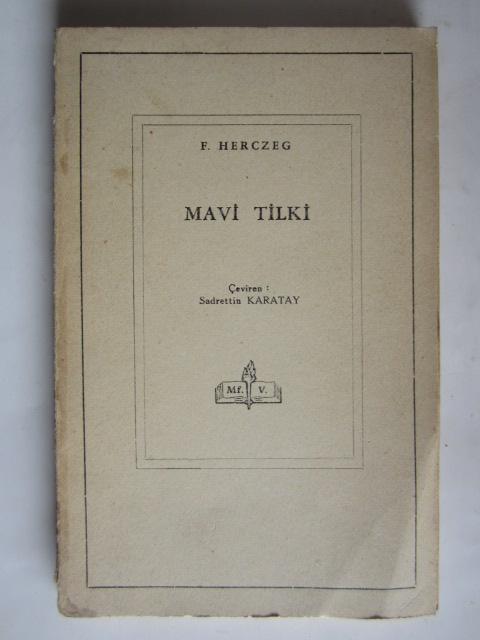 F. HERCZEG
MAVİ TİLKİ
Çeviren :
Sadrettin KARATAY
Mf. V.